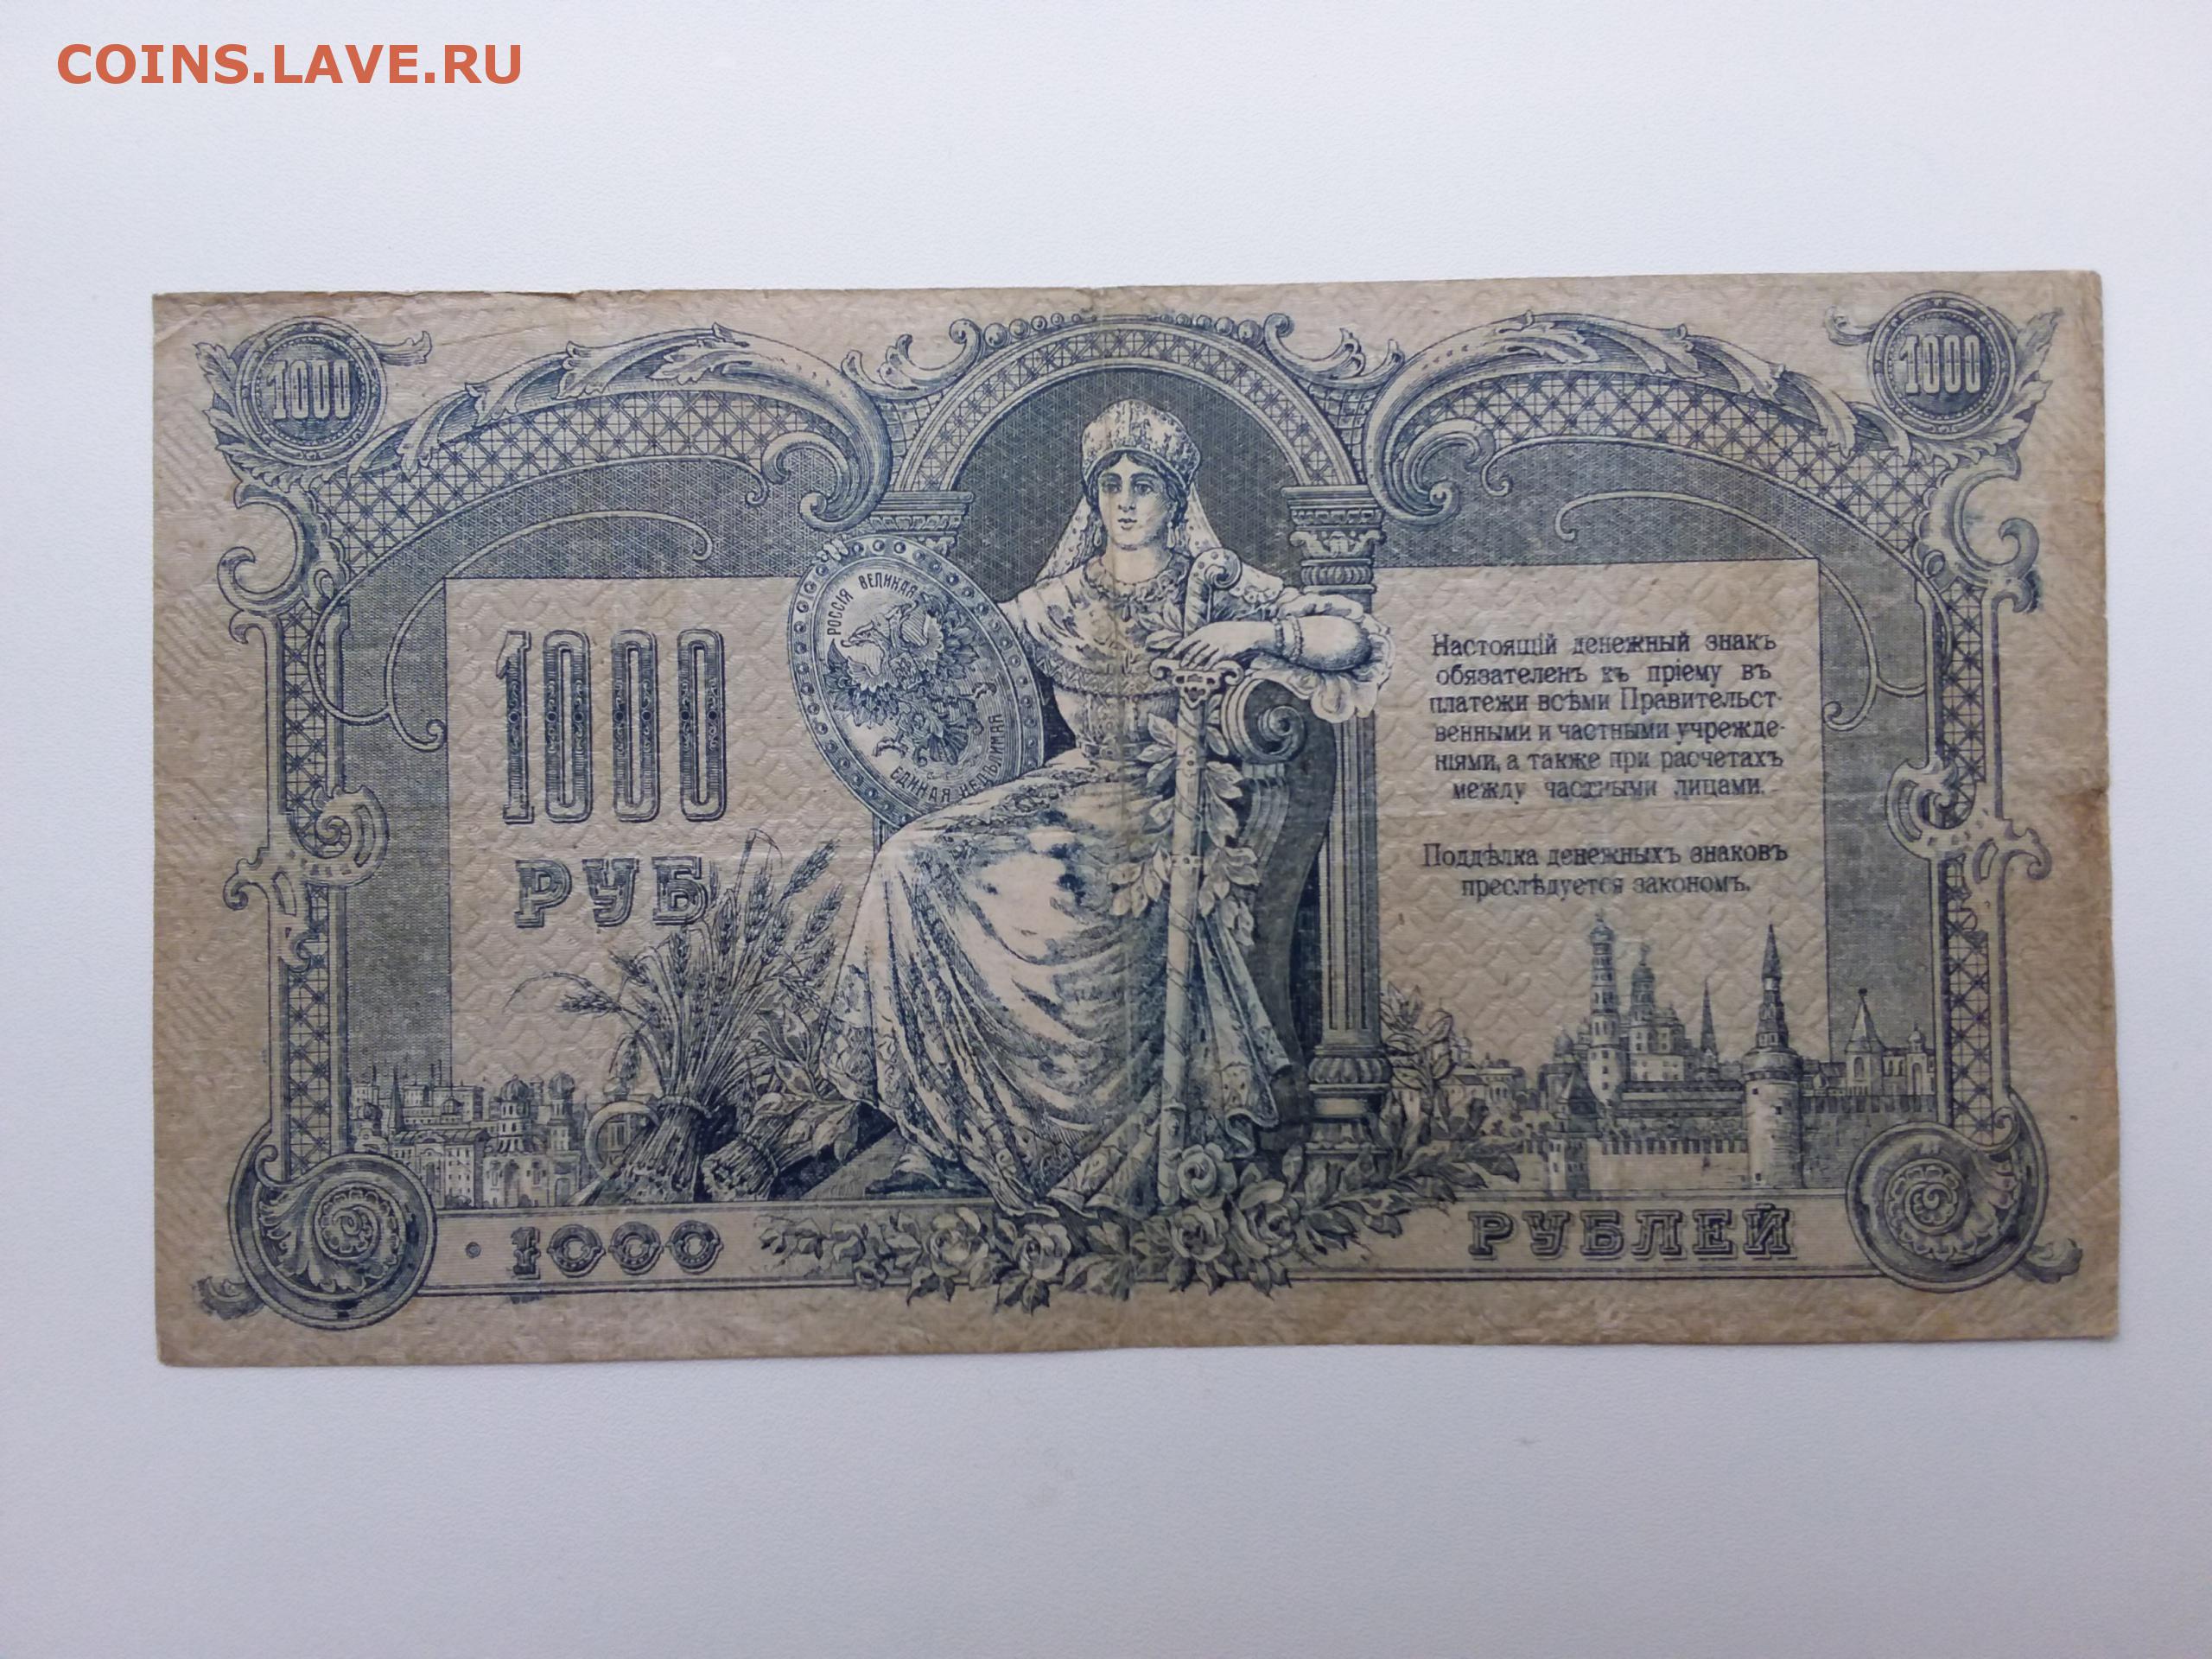 COINS.LAVE.RU
1000
1000
РОССIЯ ВЕЛИКАЯ
ЕДИНАЯ НЕДѢЛИМАЯ
1000
РУБ
Настоящій денежный знакъ
обязателенъ къ пріему въ
платежи всѣми Правительст-
венными и частными учрежде-
ніями, а также при расчетахъ
между частными лицами.
Поддѣлка денежныхъ знаковъ
преслѣдуется закономъ.
1000
РУБЛЕЙ